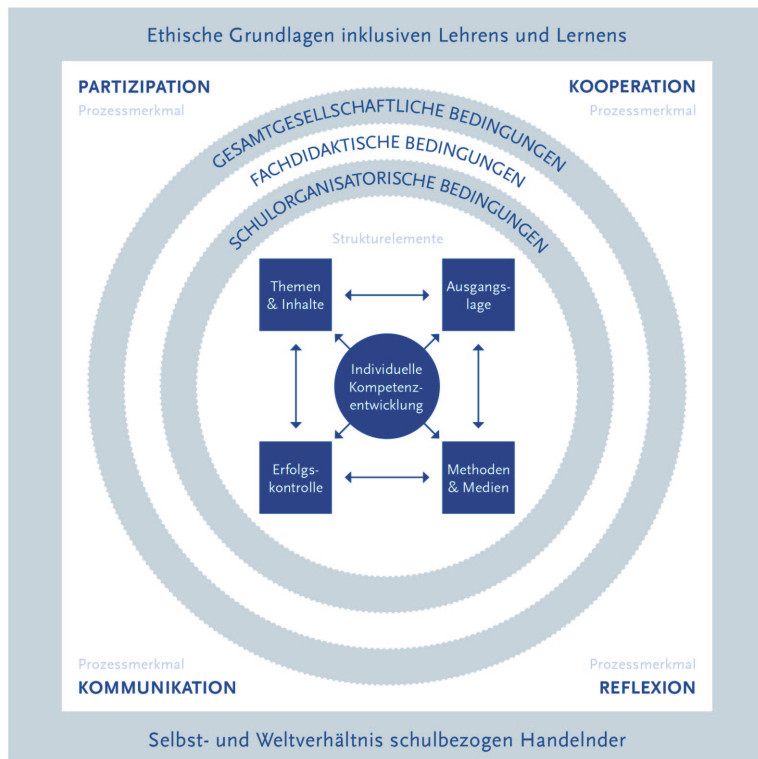 Ethische Grundlagen inklusiven Lehrens und Lernens
PARTIZIPATION
KOOPERATION
Prozessmerkmal
Prozessmerkmal
GESAMTGESELLSCHAFTLICHE BEDINGUNGEN
FACHDIDAKTISCHE BEDINGUNGEN
SCHULORGANISATORISCHE BEDINGUNGEN
Strukturelemente
Themen
& Inhalte
Ausgangs-
lage
Individuelle
Kompetenz-
entwicklung
Erfolgs-
kontrolle
Methoden
& Medien
Prozessmerkmal
Prozessmerkmal
KOMMUNIKATION
REFLEXION
Selbst- und Weltverhältnis schulbezogen Handelnder